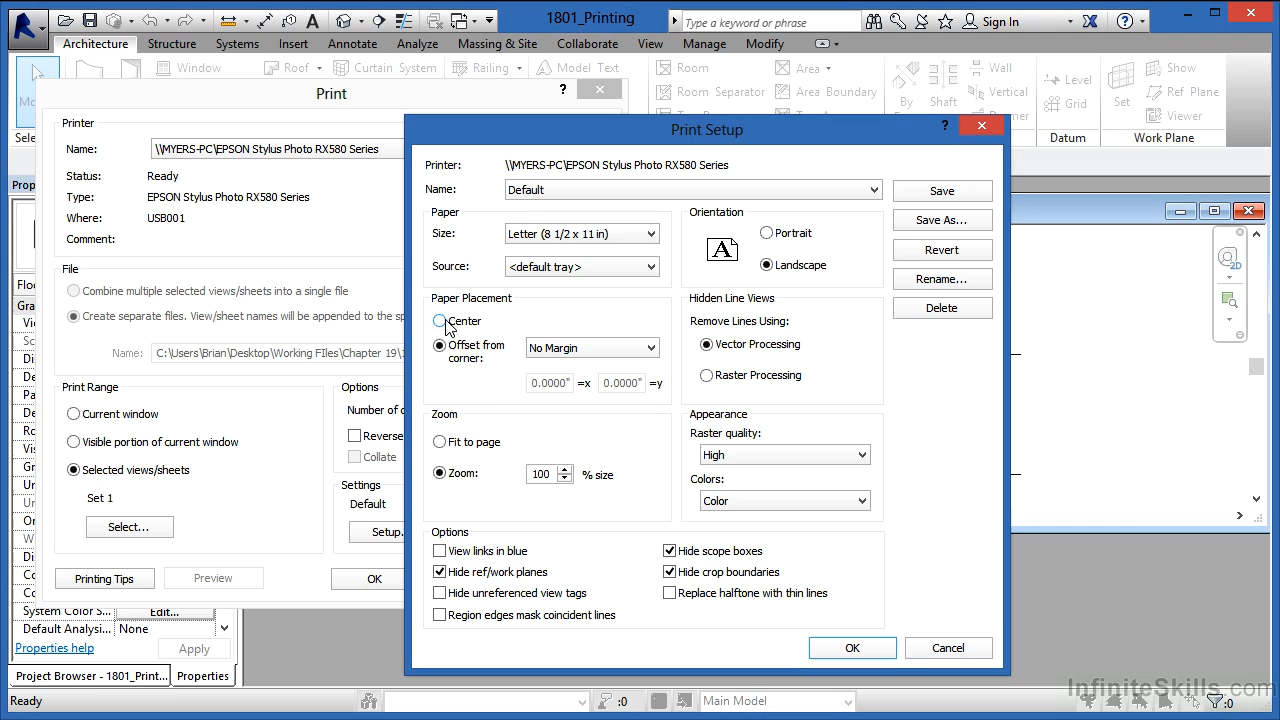 1801_Printing
Type a keyword or phrase
Sign In
Architecture
Structure
Systems
Insert
Annotate
Analyze
Massing & Site
Collaborate
View
Manage
Modify
Window
Roof
Curtain System
Railing
Model Text
Room
Area
Wall
Level
Show
Room Separator
Area Boundary
By
Shaft
Vertical
Grid
Set
Ref Plane
Viewer
Datum
Work Plane
Print
Printer
Name:
\\MYERS-PC\EPSON Stylus Photo RX580 Series
Status:
Ready
Type:
EPSON Stylus Photo RX580 Series
Where:
USB001
Comment:
File
Combine multiple selected views/sheets into a single file
Create separate files. View/sheet names will be appended to the
Name:
C:\Users\Brian\Desktop\Working FIles\Chapter 19\
Print Range
Current window
Visible portion of current window
Selected views/sheets
Set 1
Select...
Options
Number of
Reverse
Collate
Settings
Default
Setup.
Printing Tips
Preview
OK
Print Setup
Printer:
\\MYERS-PC\EPSON Stylus Photo RX580 Series
Name:
Default
Save
Paper
Size:
Letter (8 1/2 x 11 in)
Source:
<default tray>
Orientation
Portrait
A
Landscape
Save As...
Revert
Rename...
Delete
Paper Placement
Center
Offset from
corner:
No Margin
0.0000" =x 0.0000" =y
Hidden Line Views
Remove Lines Using:
Vector Processing
Raster Processing
Zoom
Fit to page
Zoom:
100
% size
Appearance
Raster quality:
High
Colors:
Color
Options
View links in blue
Hide ref/work planes
Hide unreferenced view tags
Region edges mask coincident lines
Hide scope boxes
Hide crop boundaries
Replace halftone with thin lines
OK
Cancel
System Color S...
Edit...
Default Analysi...
None
Properties help
Apply
Project Browser - 1801_Print...
Properties
Ready
:0
Main Model
:0
InfiniteSkills.com
2D